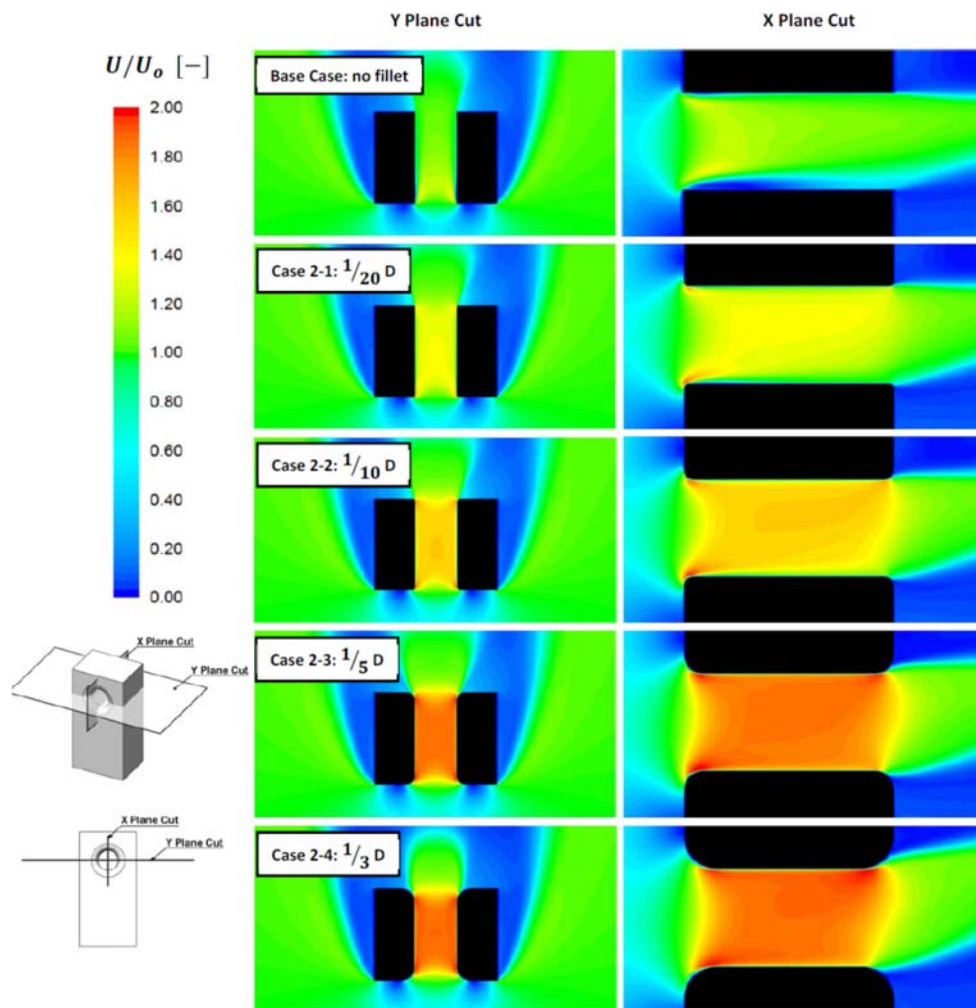 Y Plane Cut
X Plane Cut
U/Uo [−]
2.00
1.80
1.60
1.40
1.20
1.00
0.80
0.60
0.40
0.20
0.00
Base Case: no fillet
Case 2-1: 1/20 D
Case 2-2: 1/10 D
Case 2-3: 1/5 D
Case 2-4: 1/3 D
X Plane Cut
Y Plane Cut
X Plane Cut
Y Plane Cut